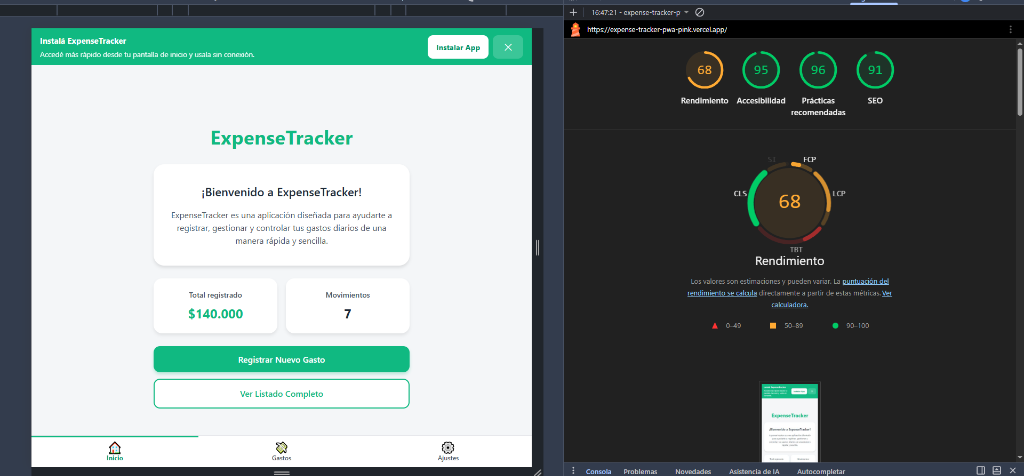 Instalá ExpenseTracker
Accedé más rápido desde tu pantalla de inicio y usala sin conexión.
Instalar App
ExpenseTracker
¡Bienvenido a ExpenseTracker!
ExpenseTracker es una aplicación diseñada para ayudarte a
registrar, gestionar y controlar tus gastos diarios de una
manera rápida y sencilla.
Total registrado
$140.000
Movimientos
7
Registrar Nuevo Gasto
Ver Listado Completo
Inicio
Gastos
Ajustes
16:47:21 - expense-tracker-p
https://expense-tracker-pwa-pink.vercel.app/
68
Rendimiento
95
Accesibilidad
96
Prácticas
recomendadas
91
SEO
SI
FCP
CLS
LCP
68
TBT
Rendimiento
Los valores son estimaciones y pueden variar. La puntuación del
rendimiento se calcula directamente a partir de estas métricas. Ver
calculadora.
0–49
50–89
90–100
ExpenseTracker
Consola
Problemas
Novedades
Asistencia de IA
Autocompletar